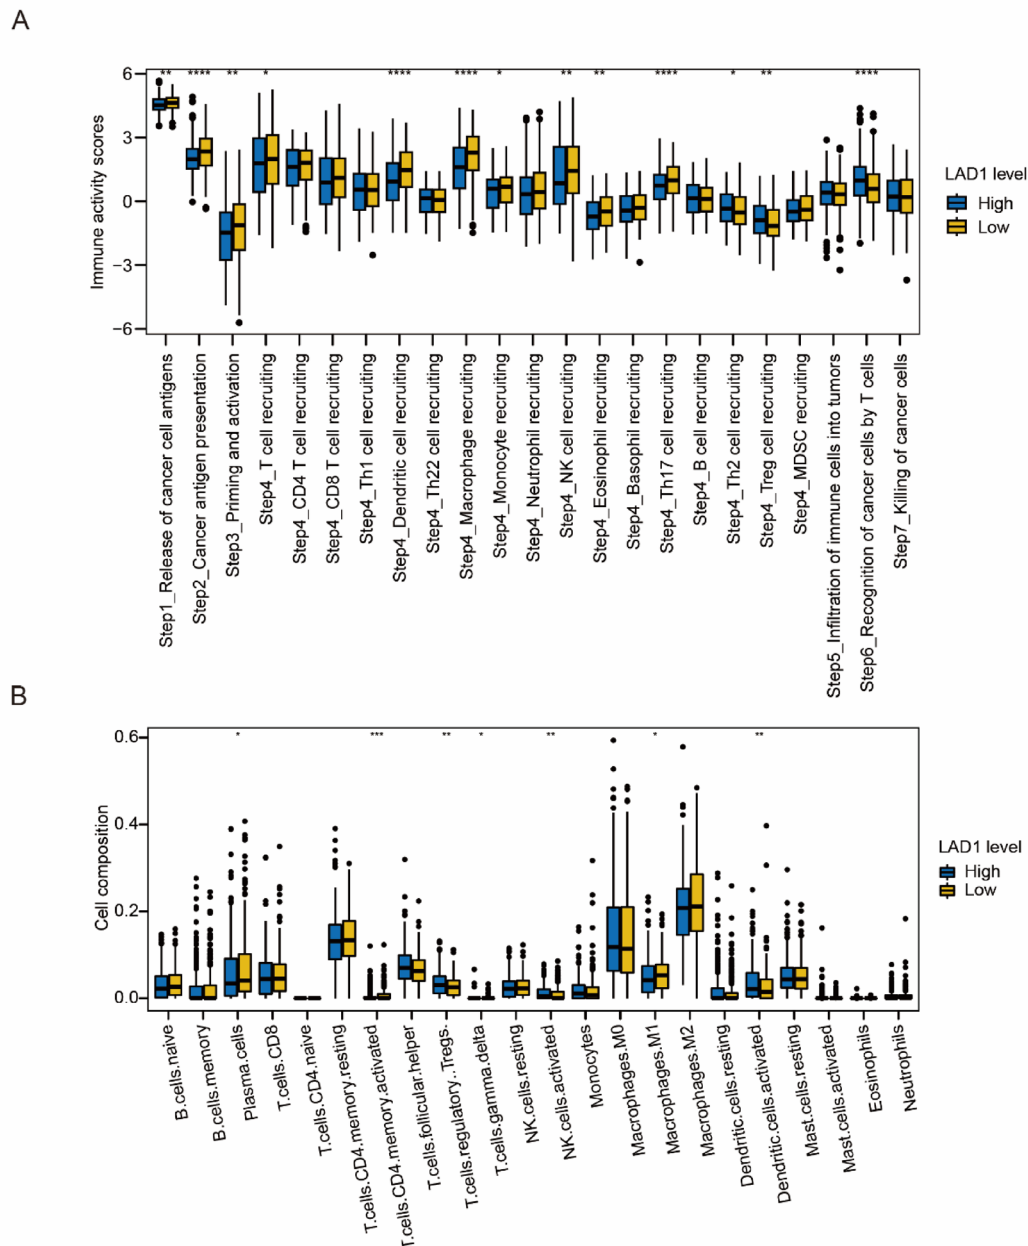 A
** **** ** * **** **** * ** ** **** * ** ****
6
3
0
−3
−6
Immune activity scores
LAD1 level
High
Low
Step1_Release of cancer cell antigens
Step2_Cancer antigen presentation
Step3_Priming and activation
Step4_T cell recruiting
Step4_CD4 T cell recruiting
Step4_CD8 T cell recruiting
Step4_Th1 cell recruiting
Step4_Dendritic cell recruiting
Step4_Th22 cell recruiting
Step4_Macrophage recruiting
Step4_Monocyte recruiting
Step4_Neutrophil recruiting
Step4_NK cell recruiting
Step4_Eosinophil recruiting
Step4_Basophil recruiting
Step4_Th17 cell recruiting
Step4_B cell recruiting
Step4_Th2 cell recruiting
Step4_Treg cell recruiting
Step4_MDSC recruiting
Step5_Infiltration of immune cells into tumors
Step6_Recognition of cancer cells by T cells
Step7_Killing of cancer cells
B
* *** ** * ** * **
0.6
0.4
0.2
0.0
Cell composition
LAD1 level
High
Low
B.cells.naive
B.cells.memory
Plasma.cells
T.cells.CD8
T.cells.CD4.naive
T.cells.CD4.memory.resting
T.cells.CD4.memory.activated
T.cells.follicular.helper
T.cells.regulatory..Tregs.
T.cells.gamma.delta
NK.cells.resting
NK.cells.activated
Monocytes
Macrophages.M0
Macrophages.M1
Macrophages.M2
Dendritic.cells.resting
Dendritic.cells.activated
Mast.cells.resting
Mast.cells.activated
Eosinophils
Neutrophils